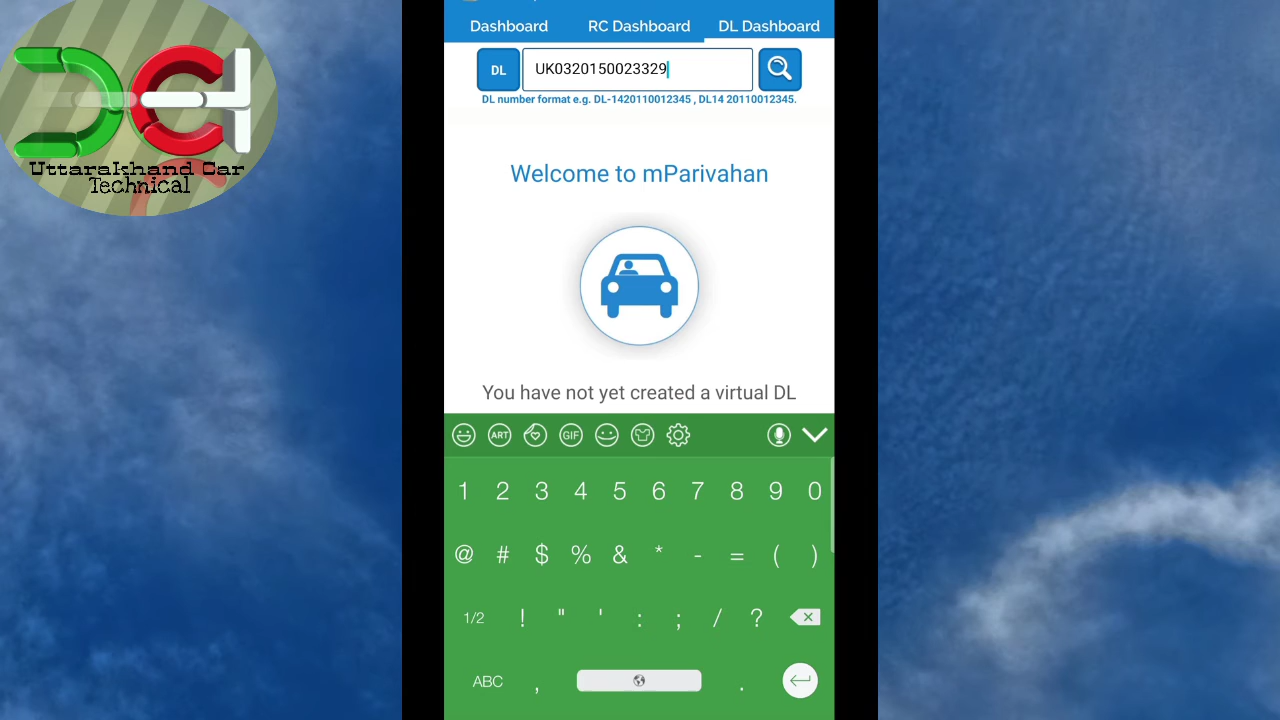 Uttarakhand Car
Technical
Dashboard RC Dashboard DL Dashboard
DL UK0320150023329
DL number format e.g. DL-1420110012345 , DL14 20110012345.
Welcome to mParivahan
You have not yet created a virtual DL
ART GIF
1 2 3 4 5 6 7 8 9 0
@ # $ % & * - = ( )
1/2 ! " ' : ; / ?
ABC , .